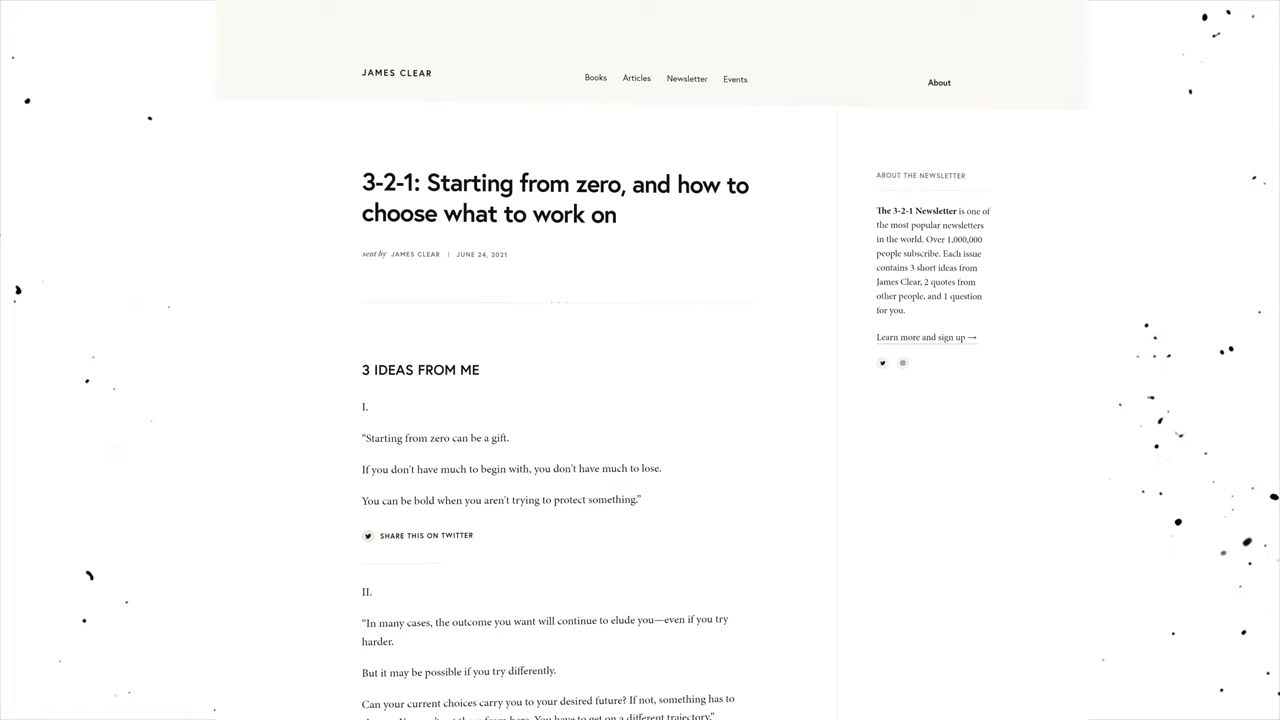 JAMES CLEAR
Books Articles Newsletter Events
About
3-2-1: Starting from zero, and how to
choose what to work on
sent by JAMES CLEAR | JUNE 24, 2021
3 IDEAS FROM ME
I.
“Starting from zero can be a gift.
If you don't have much to begin with, you don't have much to lose.
You can be bold when you aren't trying to protect something.”
SHARE THIS ON TWITTER
II.
“In many cases, the outcome you want will continue to elude you—even if you try
harder.
But it may be possible if you try differently.
Can your current choices carry you to your desired future? If not, something has to
You have to get on a different trajectory.”
ABOUT THE NEWSLETTER
The 3-2-1 Newsletter is one of
the most popular newsletters
in the world. Over 1,000,000
people subscribe. Each issue
contains 3 short ideas from
James Clear, 2 quotes from
other people, and 1 question
for you.
Learn more and sign up →